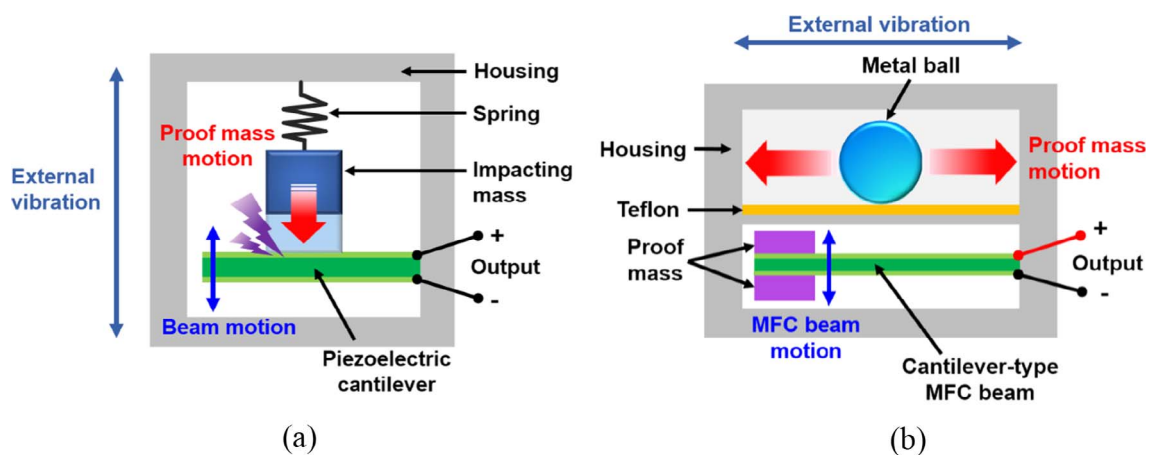 Housing
Spring
Proof mass
motion
Impacting
mass
External
vibration
+
Output
-
Beam motion
Piezoelectric
cantilever
(a)
External vibration
Metal ball
Housing
Proof mass
motion
Teflon
Proof
mass
+
Output
-
MFC beam
motion
Cantilever-type
MFC beam
(b)